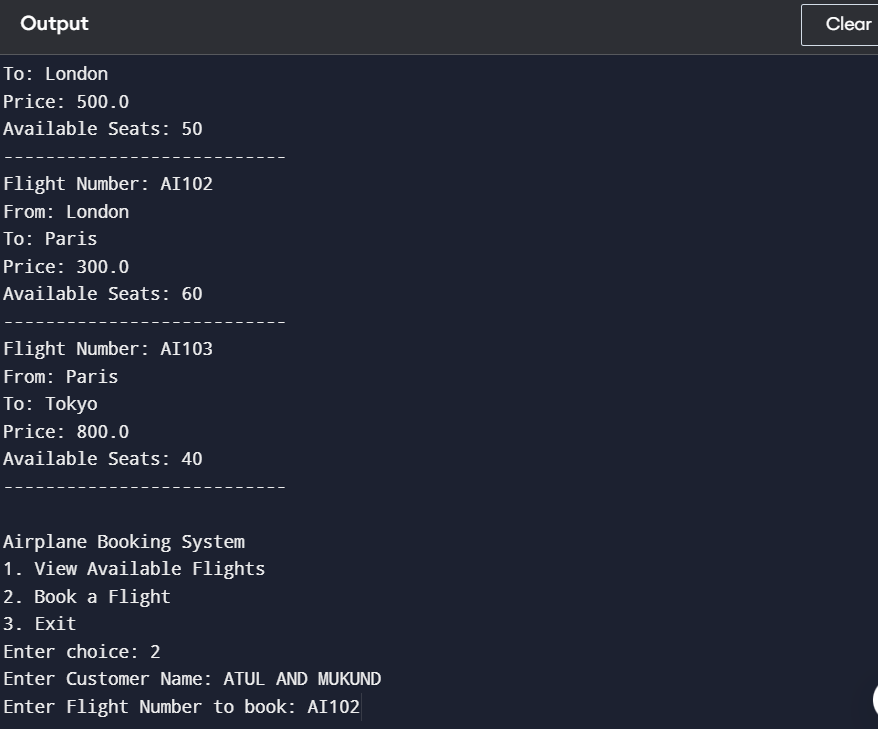 Output
Clear
To: London
Price: 500.0
Available Seats: 50
---------------------------
Flight Number: AI102
From: London
To: Paris
Price: 300.0
Available Seats: 60
---------------------------
Flight Number: AI103
From: Paris
To: Tokyo
Price: 800.0
Available Seats: 40
---------------------------
Airplane Booking System
1. View Available Flights
2. Book a Flight
3. Exit
Enter choice: 2
Enter Customer Name: ATUL AND MUKUND
Enter Flight Number to book: AI102